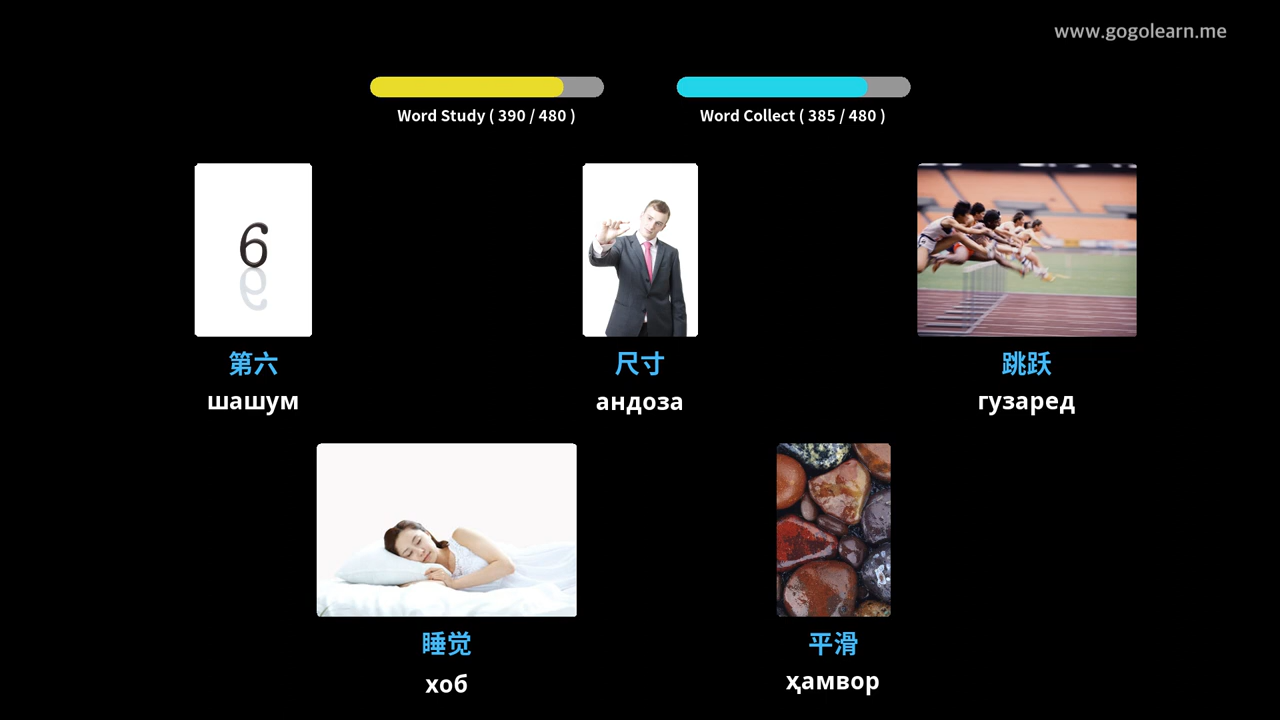 www.gogolearn.me
Word Study ( 390 / 480 )
Word Collect ( 385 / 480 )
6
第六
шашум
尺寸
андоза
跳跃
гузаред
睡觉
хоб
平滑
ҳамвор